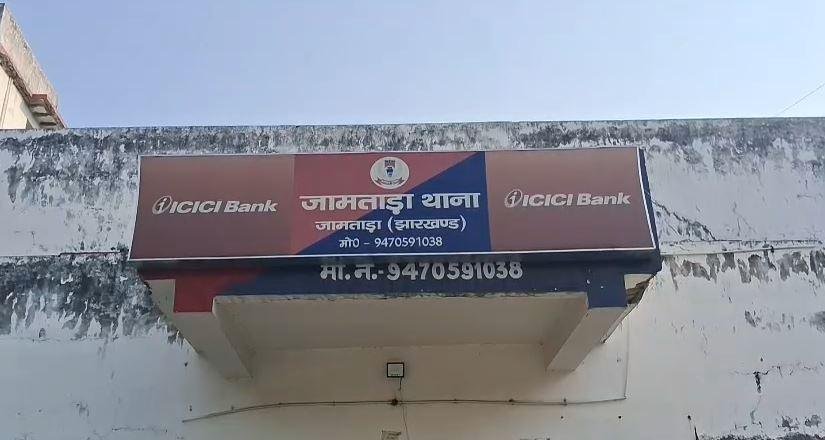 ICICI Bank
जामताड़ा थाना
जामताड़ा (झारखण्ड)
मो0 - 9470591038
ICICI Bank
मो. न.-9470591038